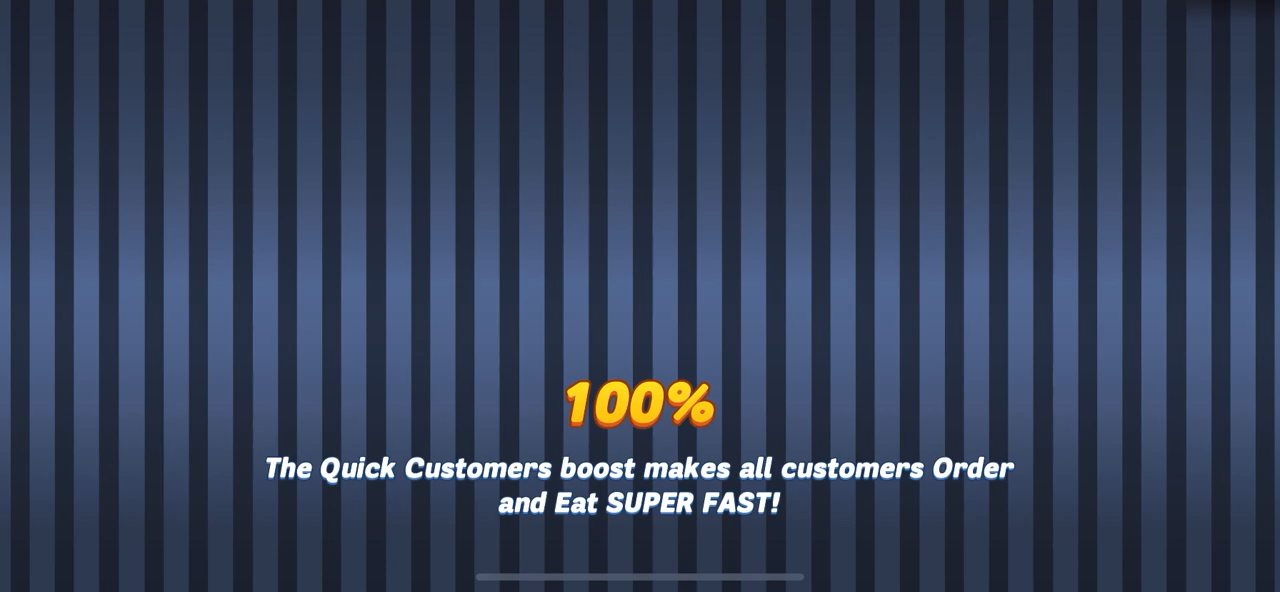 100%
The Quick Customers boost makes all customers Order
and Eat SUPER FAST!